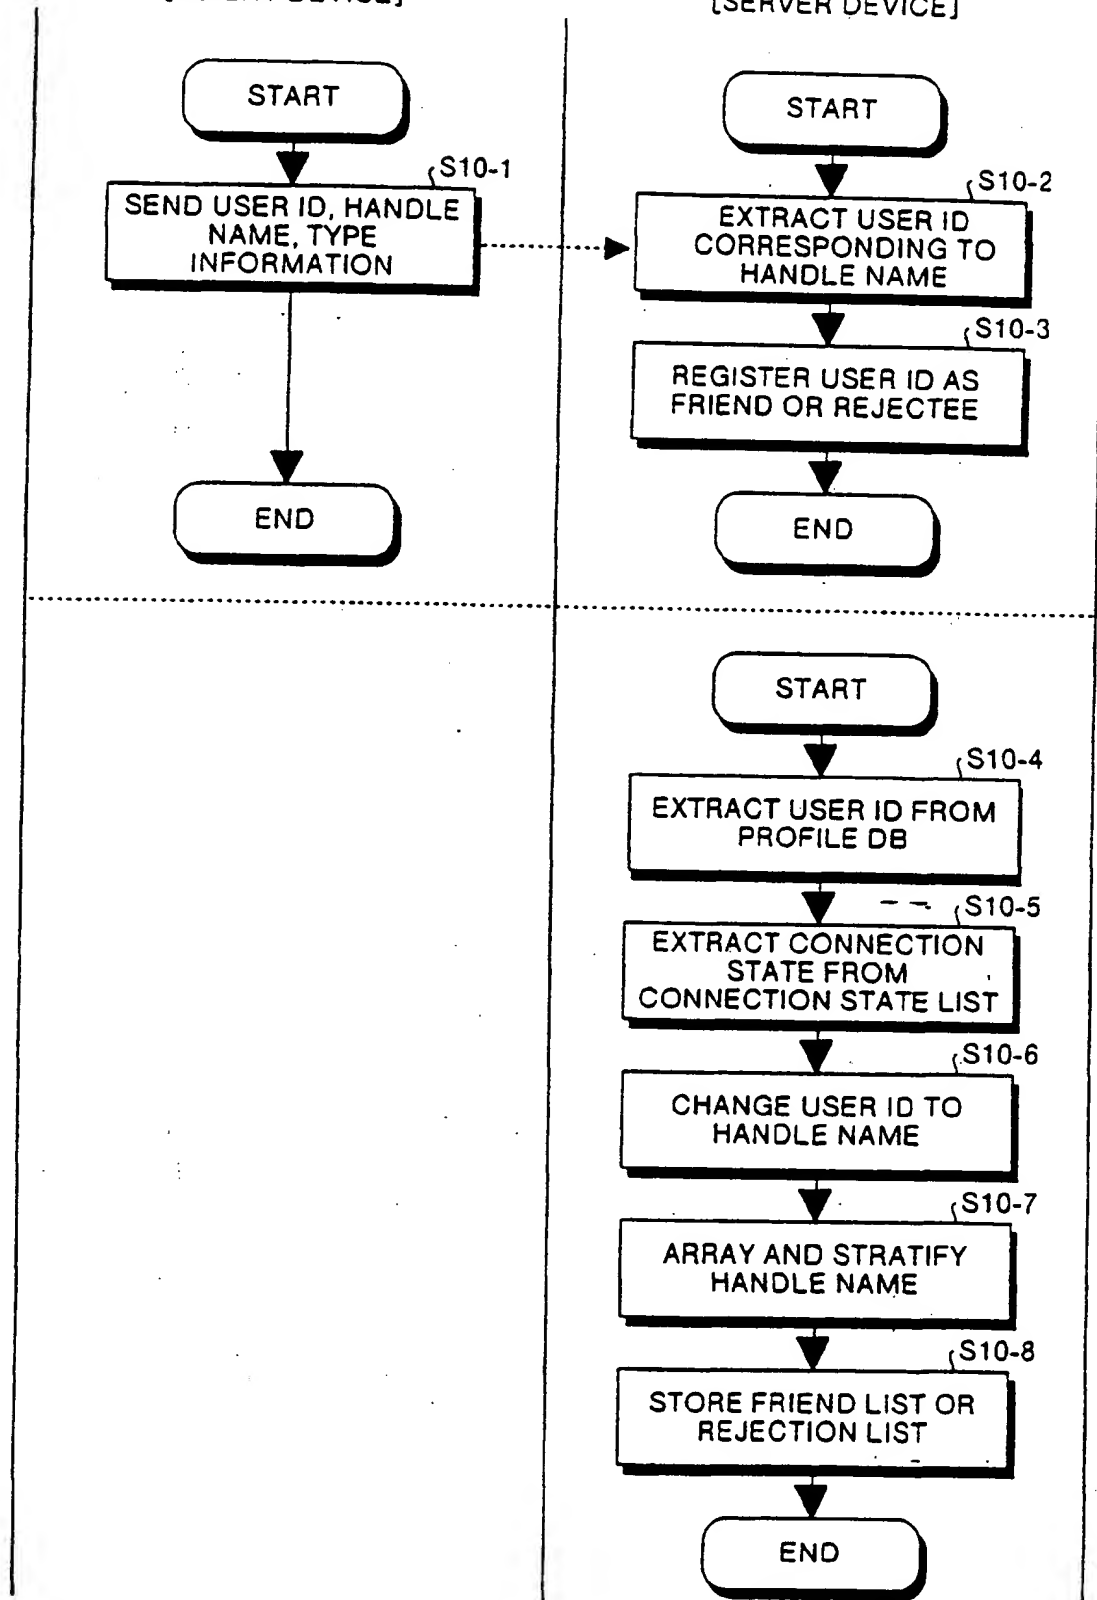 DEVICE]
[SERVER DEVICE]
START
S10-1
SEND USER ID, HANDLE
NAME, TYPE
INFORMATION
END
START
S10-2
EXTRACT USER ID
CORRESPONDING TO
HANDLE NAME
S10-3
REGISTER USER ID AS
FRIEND OR REJECTEE
END
START
S10-4
EXTRACT USER ID FROM
PROFILE DB
S10-5
EXTRACT CONNECTION
STATE FROM
CONNECTION STATE LIST
S10-6
CHANGE USER ID TO
HANDLE NAME
S10-7
ARRAY AND STRATIFY
HANDLE NAME
S10-8
STORE FRIEND LIST OR
REJECTION LIST
END